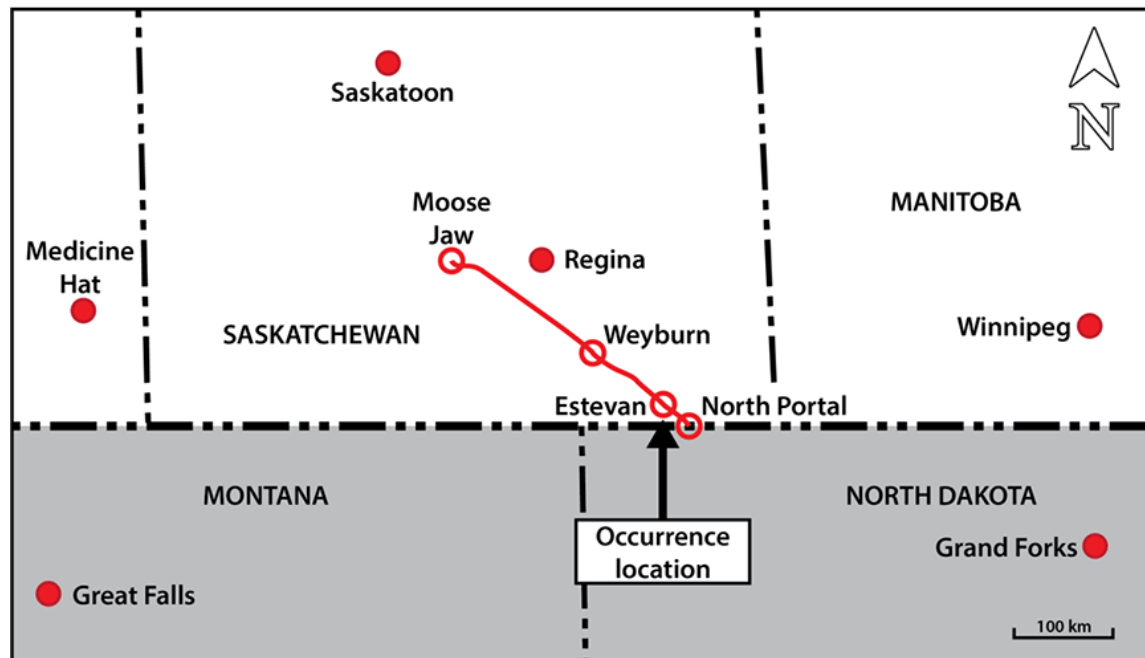 Saskatoon
N
Moose
Jaw
MANITOBA
Medicine
Hat
Regina
SASKATCHEWAN
Weyburn
Winnipeg
Estevan
North Portal
MONTANA
NORTH DAKOTA
Occurrence
location
Grand Forks
Great Falls
100 km